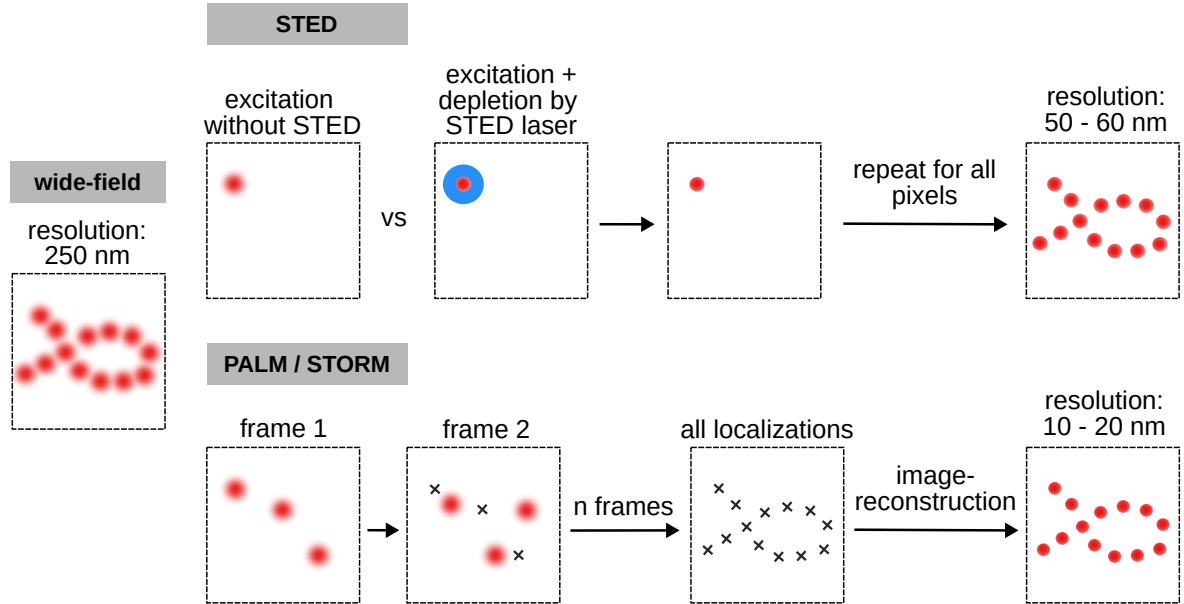 STED
excitation
without STED
vs
excitation +
depletion by
STED laser
repeat for all
pixels
resolution:
50 - 60 nm
wide-field
resolution:
250 nm
PALM / STORM
frame 1
frame 2
n frames
all localizations
image-
reconstruction
resolution:
10 - 20 nm